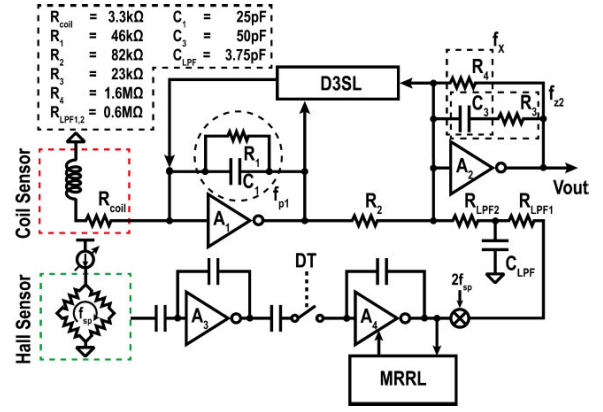 R_coil = 3.3kΩ C_1 = 25pF
R_1 = 46kΩ C_3 = 50pF
R_2 = 82kΩ C_LPF = 3.75pF
R_3 = 23kΩ
R_4 = 1.6MΩ
R_LPF1,2 = 0.6MΩ
D3SL
f_x
R_4
f_z2
C_3
R_3
R_1
C_1
f_p1
Coil Sensor
R_coil
A_1
R_2
A_2
Vout
R_LPF2
R_LPF1
C_LPF
Hall Sensor
f_sp
A_3
DT
A_4
2f_sp
MRRL